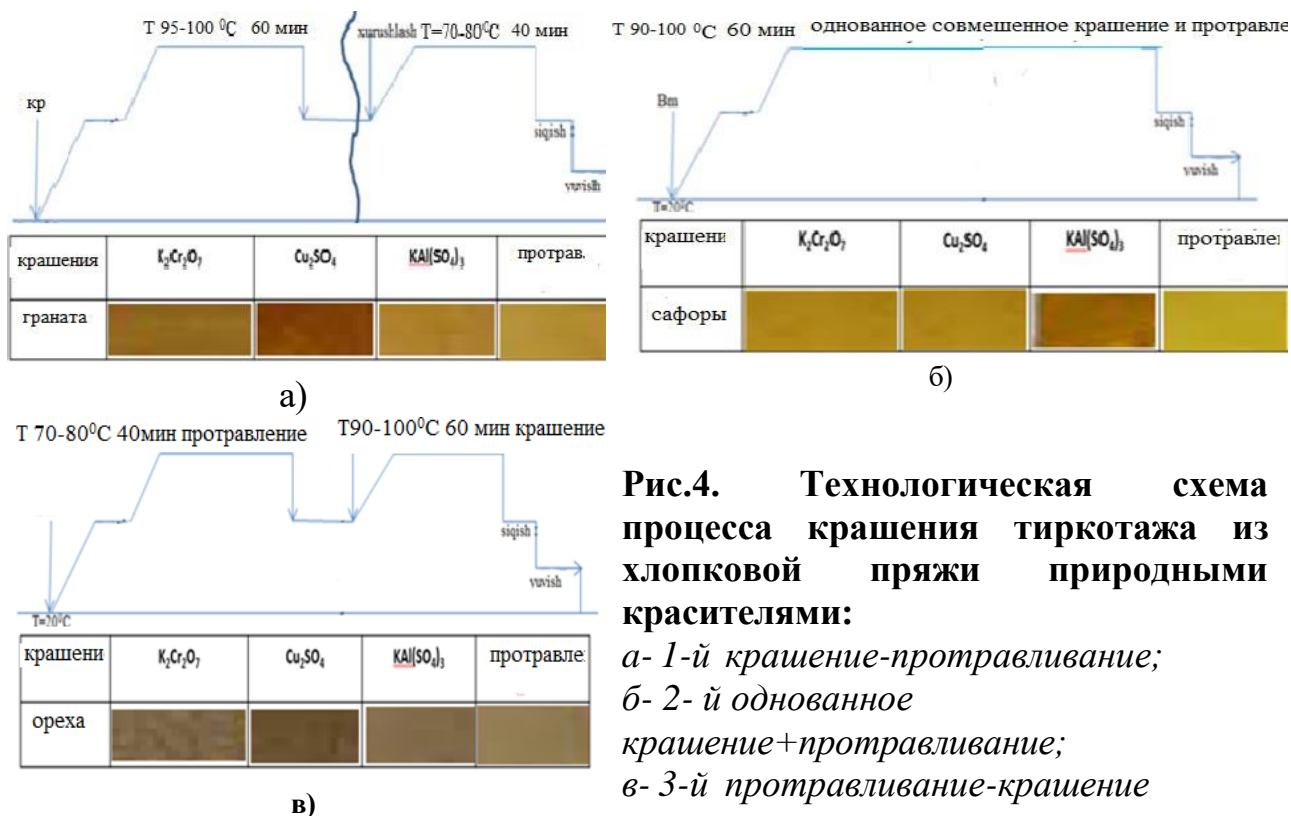 T 95-100 ⁰C 60 мин
xurushlash T=70-80⁰C 40 мин
кр
siqish
yuvish
крашения K₂Cr₂O₇ Cu₂SO₄ KAl(SO₄)₃ протрав.
граната
а)
T 90-100 ⁰C 60 мин однованное совмешенное крашение и протравле
Bm
siqish
yuvish
T=20⁰C
крашени K₂Cr₂O₇ Cu₂SO₄ KAl(SO₄)₃ протравле
сафоры
б)
T 70-80⁰C 40мин протравление
T90-100⁰C 60 мин крашение
siqish
yuvish
T=20⁰C
крашени K₂Cr₂O₇ Cu₂SO₄ KAl(SO₄)₃ протравле
ореха
в)
Рис.4. Технологическая схема
процесса крашения тиркотажа из
хлопковой пряжи природными
красителями:
а- 1-й крашение-протравливание;
б- 2- й однованное
крашение+протравливание;
в- 3-й протравливание-крашение